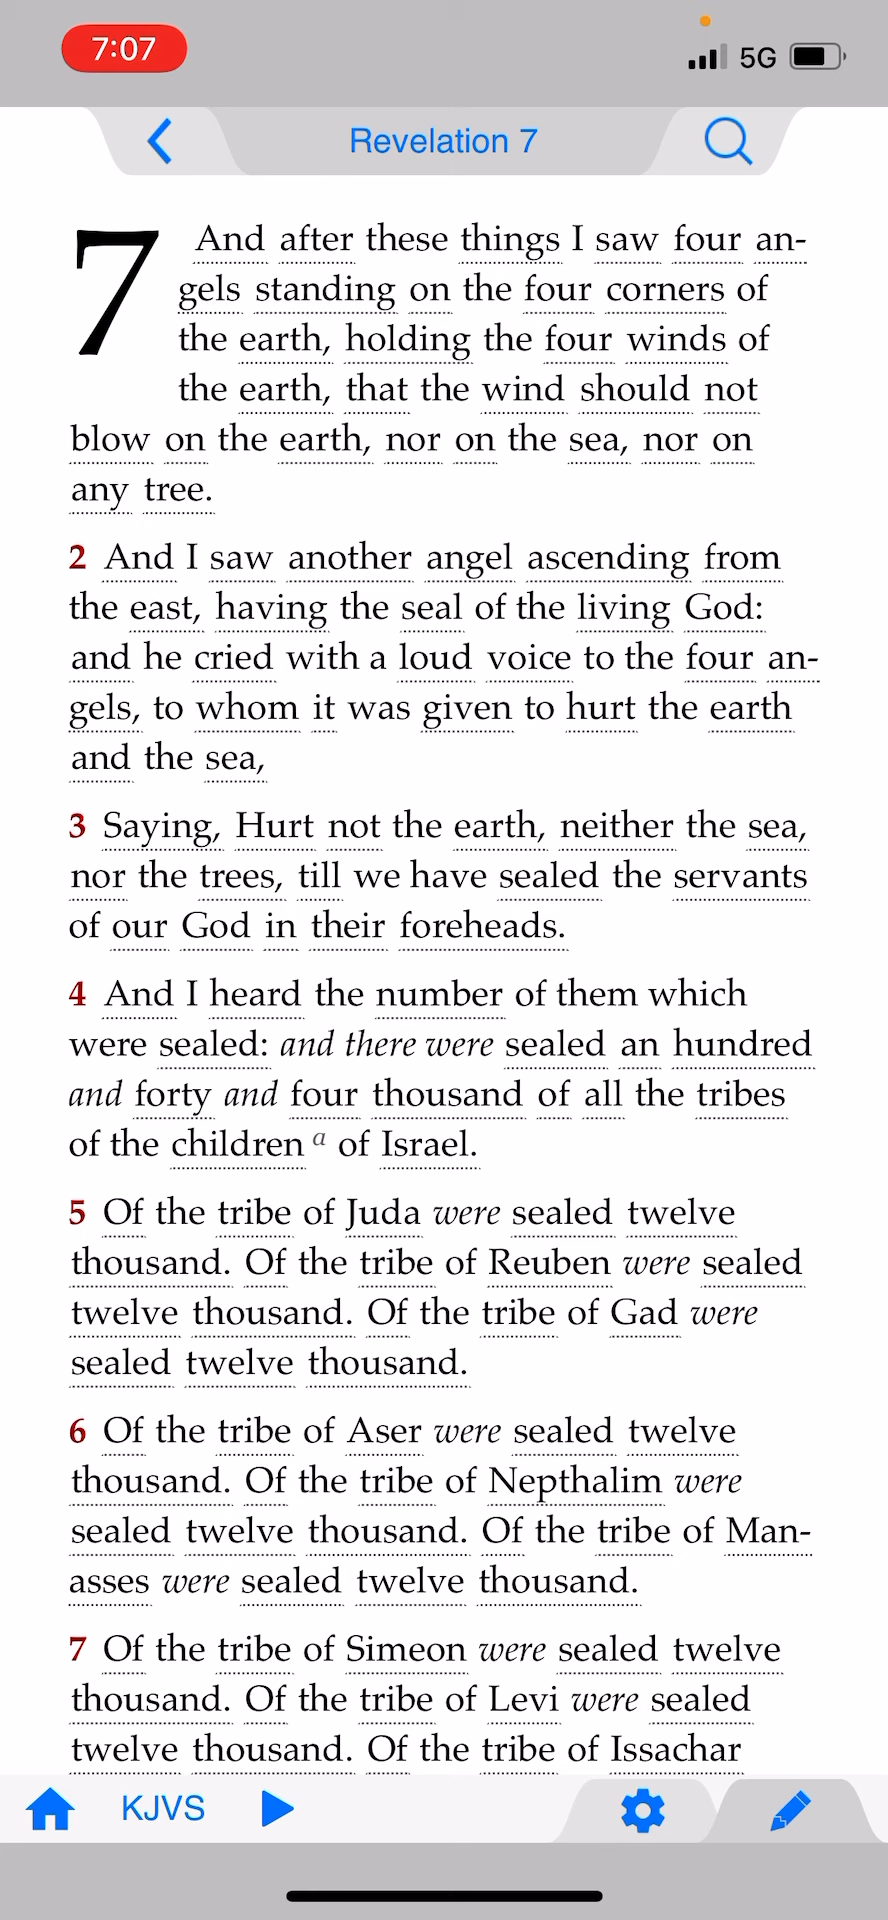 7:07
5G
Revelation 7
7 And after these things I saw four an-
gels standing on the four corners of
the earth, holding the four winds of
the earth, that the wind should not
blow on the earth, nor on the sea, nor on
any tree.
2 And I saw another angel ascending from
the east, having the seal of the living God:
and he cried with a loud voice to the four an-
gels, to whom it was given to hurt the earth
and the sea,
3 Saying, Hurt not the earth, neither the sea,
nor the trees, till we have sealed the servants
of our God in their foreheads.
4 And I heard the number of them which
were sealed: and there were sealed an hundred
and forty and four thousand of all the tribes
of the children a of Israel.
5 Of the tribe of Juda were sealed twelve
thousand. Of the tribe of Reuben were sealed
twelve thousand. Of the tribe of Gad were
sealed twelve thousand.
6 Of the tribe of Aser were sealed twelve
thousand. Of the tribe of Nepthalim were
sealed twelve thousand. Of the tribe of Man-
asses were sealed twelve thousand.
7 Of the tribe of Simeon were sealed twelve
thousand. Of the tribe of Levi were sealed
twelve thousand. Of the tribe of Issachar
KJVS